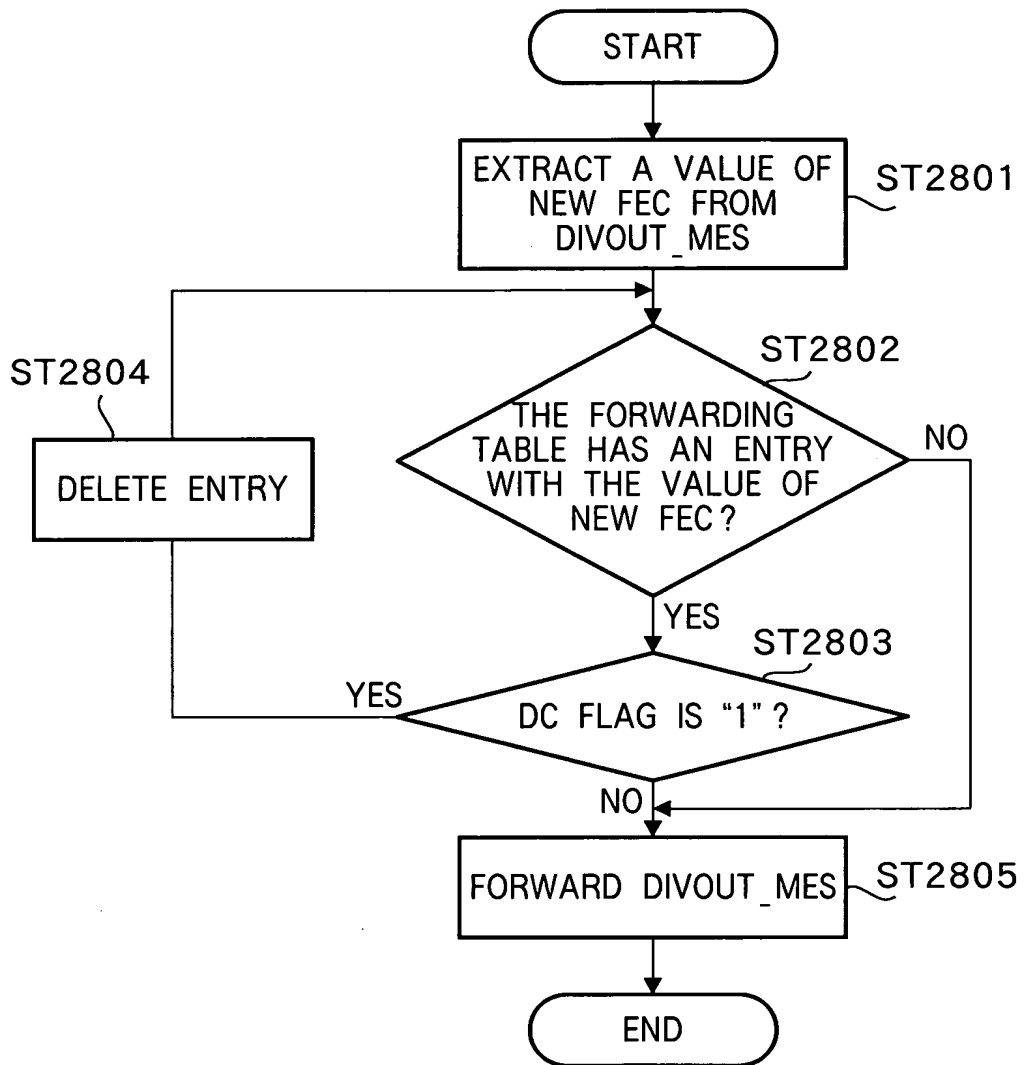 START
EXTRACT A VALUE OF
NEW FEC FROM
DIVOUT_MES
ST2801
ST2802
THE FORWARDING
TABLE HAS AN ENTRY
WITH THE VALUE OF
NEW FEC?
NO
ST2804
DELETE ENTRY
YES
ST2803
YES
DC FLAG IS “1”?
NO
FORWARD DIVOUT_MES
ST2805
END